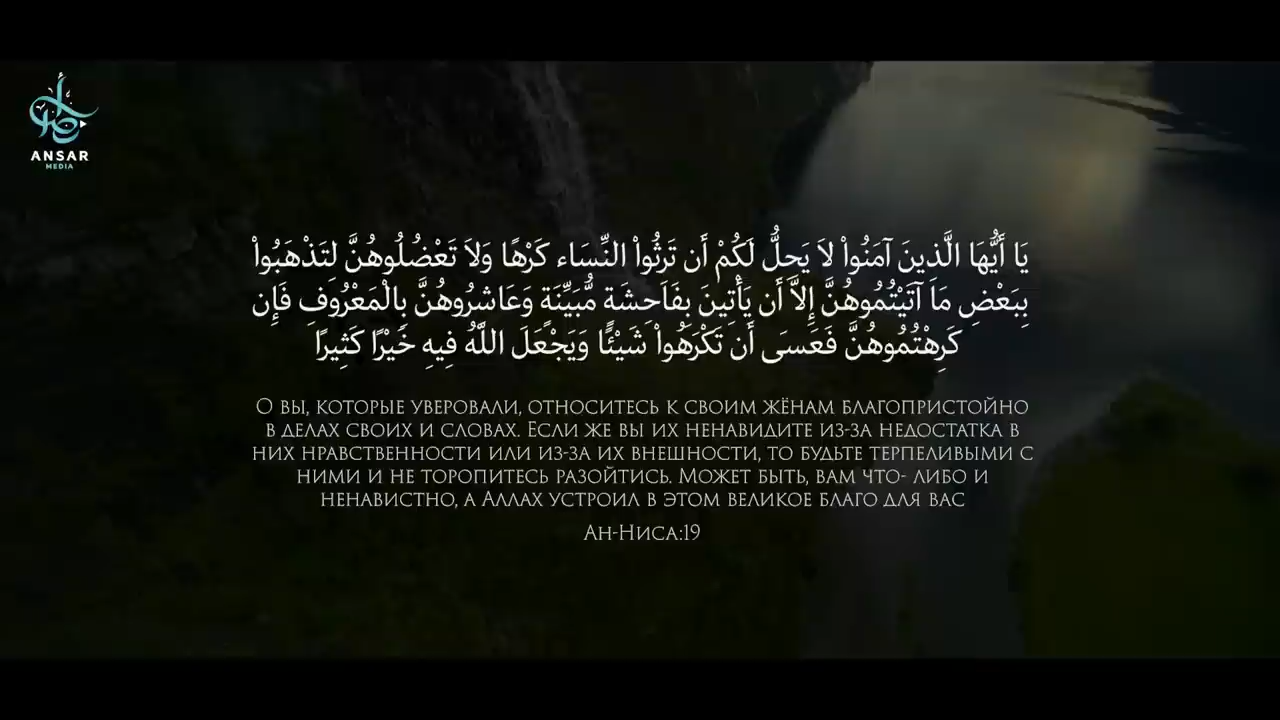 ANSAR
MEDIA
يَا أَيُّهَا الَّذِينَ آمَنُواْ لاَ يَحِلُّ لَكُمْ أَن تَرِثُواْ النِّسَاء كَرْهًا وَلاَ تَعْضُلُوهُنَّ لِتَذْهَبُواْ
بِبَعْضِ مَا آتَيْتُمُوهُنَّ إِلاَّ أَن يَأْتِينَ بِفَاحِشَةٍ مُّبَيِّنَةٍ وَعَاشِرُوهُنَّ بِالْمَعْرُوفِ فَإِن
كَرِهْتُمُوهُنَّ فَعَسَى أَن تَكْرَهُواْ شَيْئًا وَيَجْعَلَ اللّهُ فِيهِ خَيْرًا كَثِيرًا
О вы, которые уверовали, относитесь к своим жёнам благопристойно
в делах своих и словах. Если же вы их ненавидите из-за недостатка в
них нравственности или из-за их внешности, то будьте терпеливыми с
ними и не торопитесь разойтись. Может быть, вам что- либо и
ненавистно, а Аллах устроил в этом великое благо для вас
Ан-Ниса:19